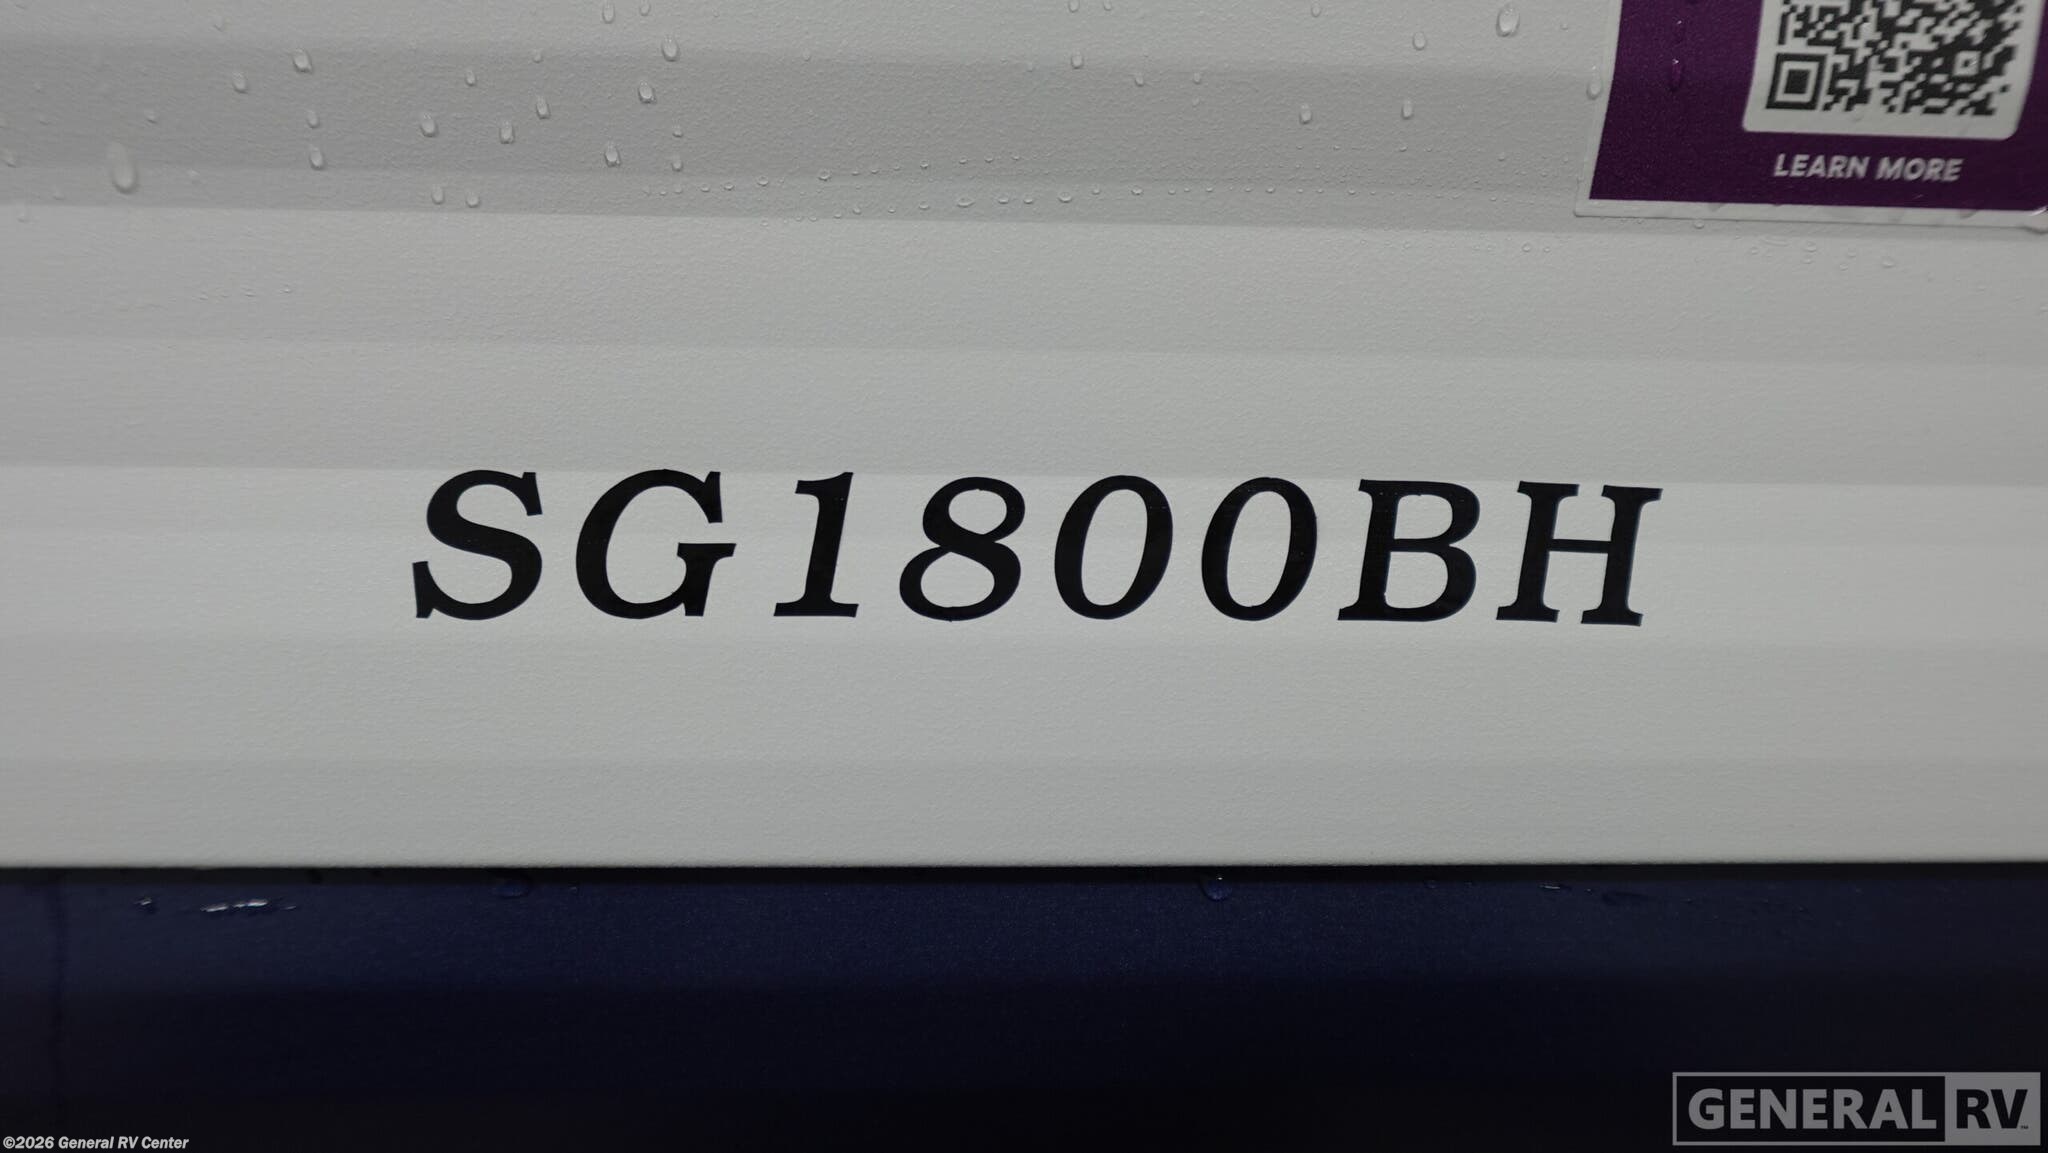 LEARN MORE
SG1800BH
GENERAL RV
©2026 General RV Center